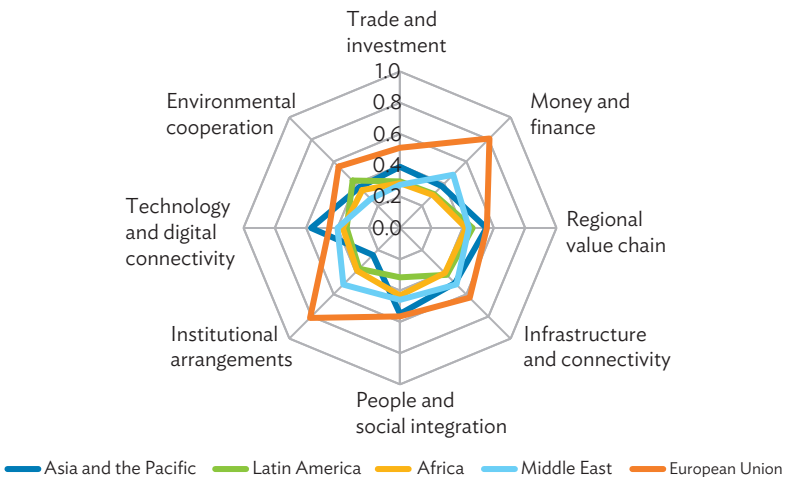 Trade and
investment
1.0
0.8
0.6
0.4
0.2
0.0
Money and
finance
Regional
value chain
Infrastructure
and connectivity
People and
social integration
Institutional
arrangements
Technology
and digital
connectivity
Environmental
cooperation
Asia and the Pacific
Latin America
Africa
Middle East
European Union